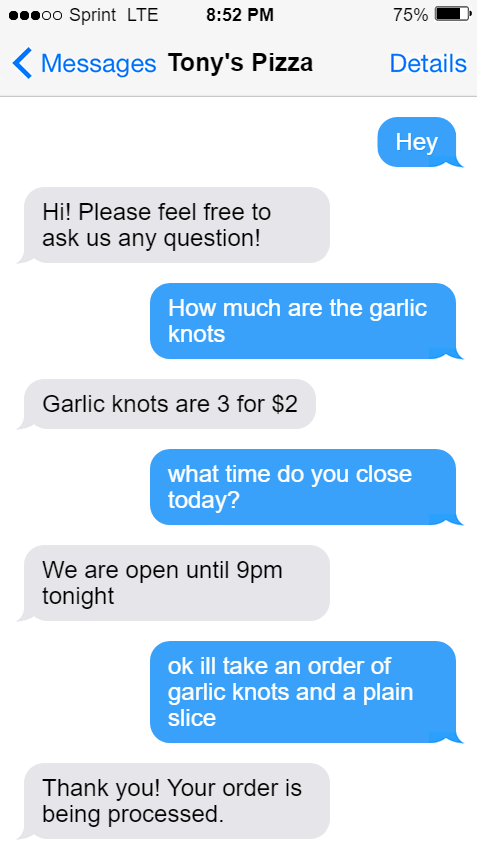 Sprint LTE 8:52 PM 75%
Messages Tony's Pizza Details
Hey
Hi! Please feel free to
ask us any question!
How much are the garlic
knots
Garlic knots are 3 for $2
what time do you close
today?
We are open until 9pm
tonight
ok ill take an order of
garlic knots and a plain
slice
Thank you! Your order is
being processed.